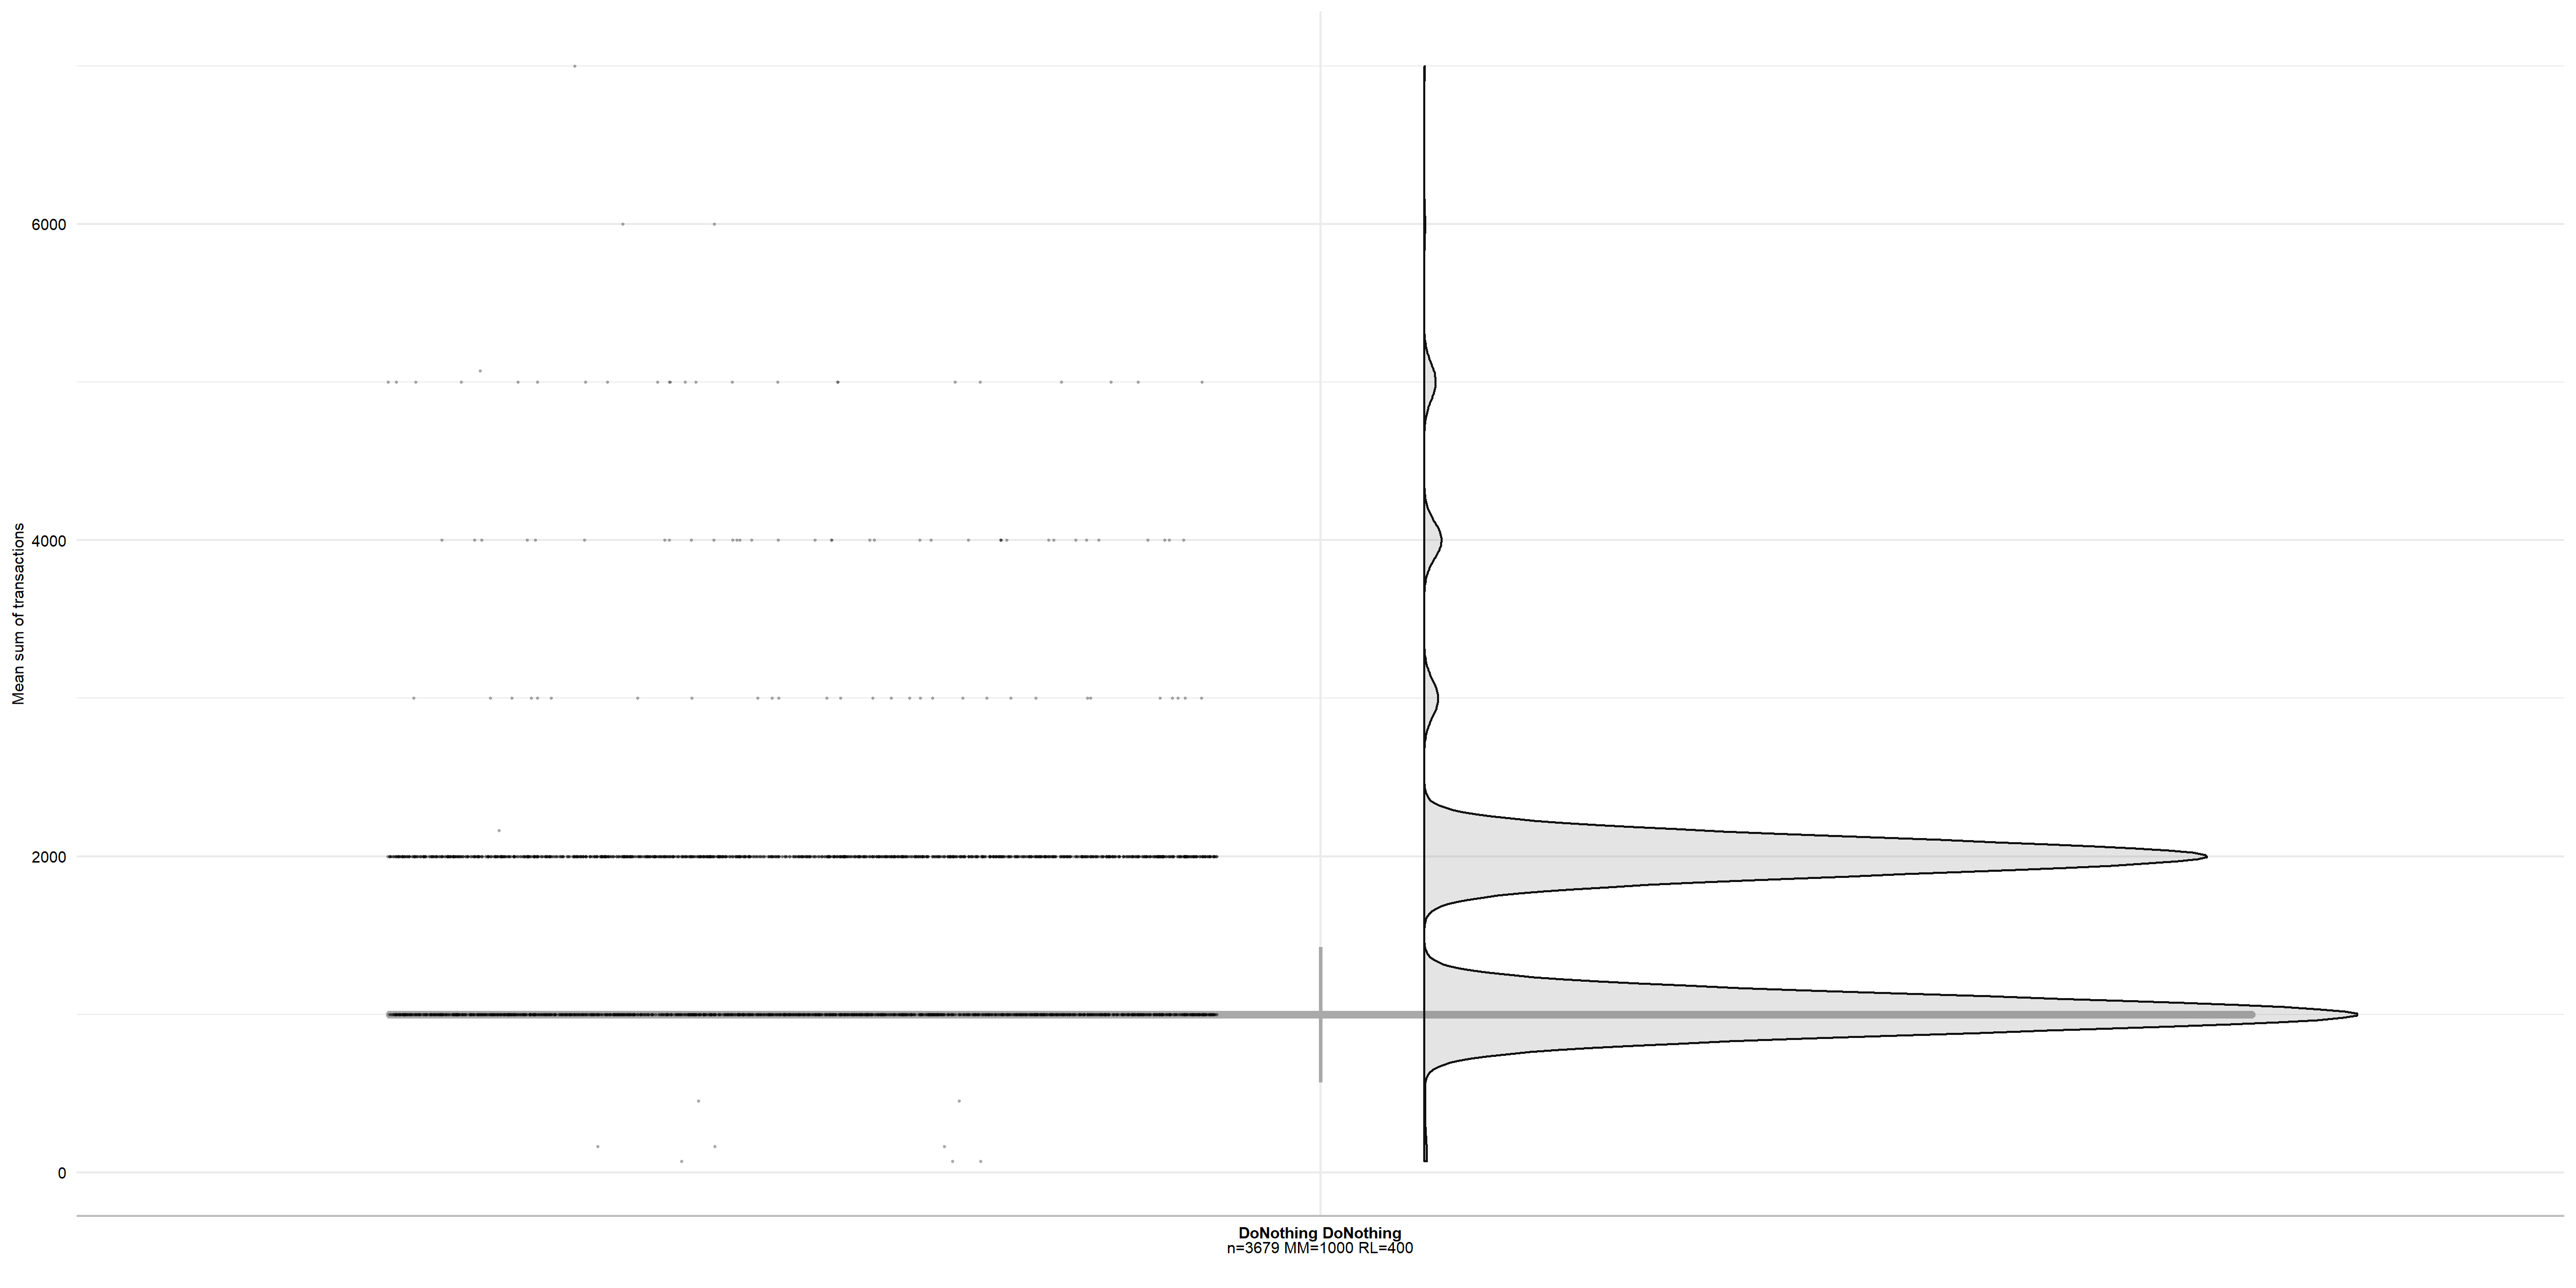 6000
4000
2000
0
Mean sum of transactions
DoNothing DoNothing
n=3679 MM=1000 RL=400